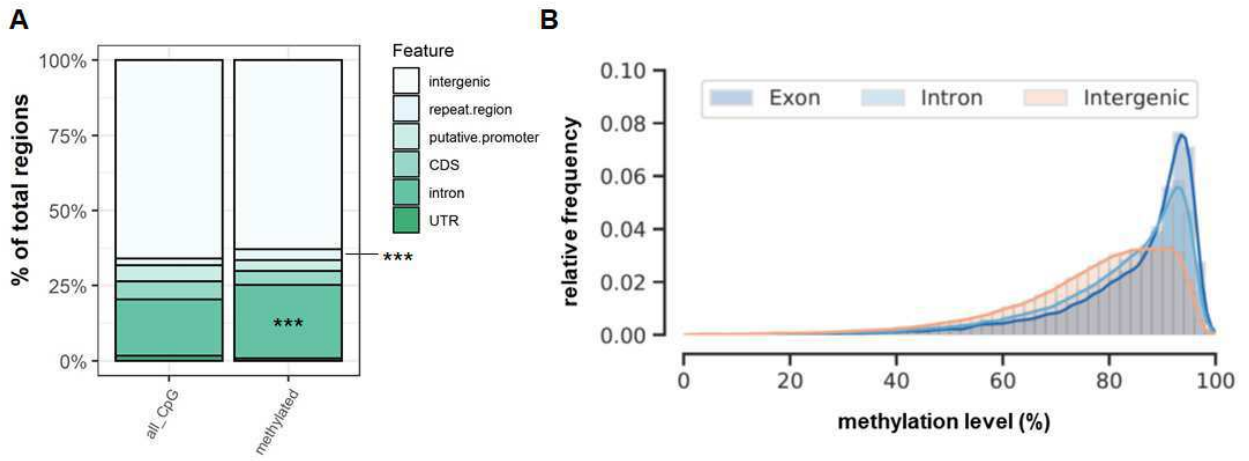 A
% of total regions
100%
75%
50%
25%
0%
***
***
all_CpG
methylated
Feature
intergenic
repeat.region
putative.promoter
CDS
intron
UTR
B
relative frequency
0.10
0.08
0.06
0.04
0.02
0.00
Exon Intron Intergenic
0 20 40 60 80 100
methylation level (%)